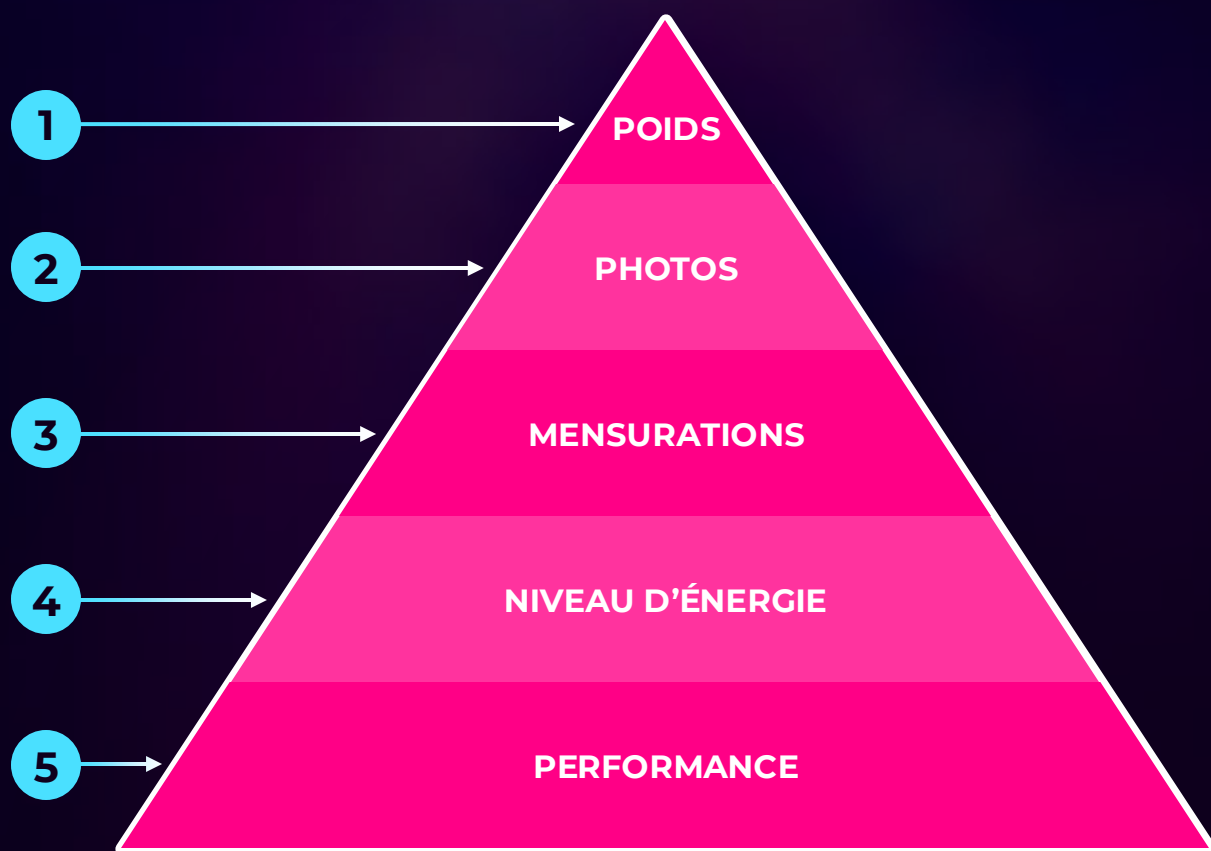 1
POIDS
2
PHOTOS
3
MENSURATIONS
4
NIVEAU D’ÉNERGIE
5
PERFORMANCE